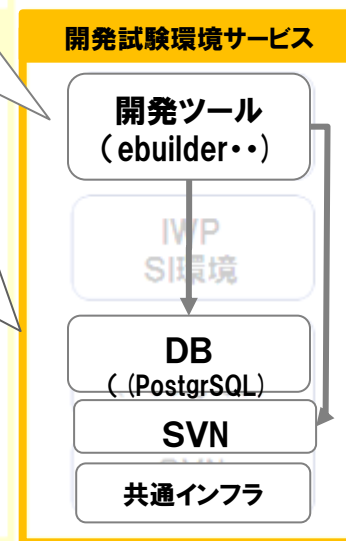 開発試験環境サービス
開発ツール
（ebuilder・・）
IWP
SI環境
DB
（(PostgrSQL）
SVN
共通インフラ